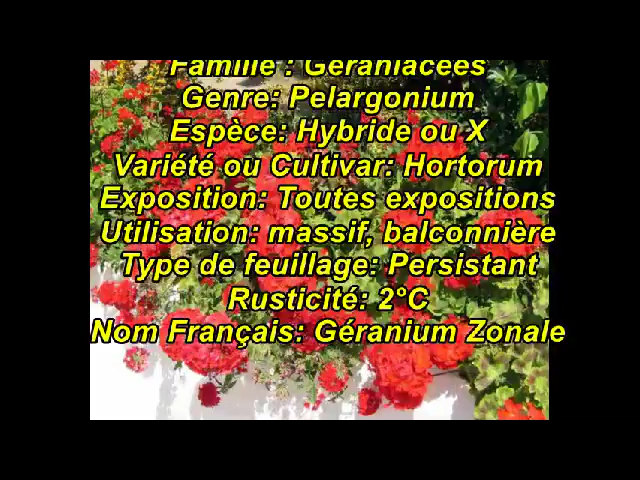 Famille : Géraniacées
Genre: Pelargonium
Espèce: Hybride ou X
Variété ou Cultivar: Hortorum
Exposition: Toutes expositions
Utilisation: massif, balconnière
Type de feuillage: Persistant
Rusticité: 2°C
Nom Français: Géranium Zonale